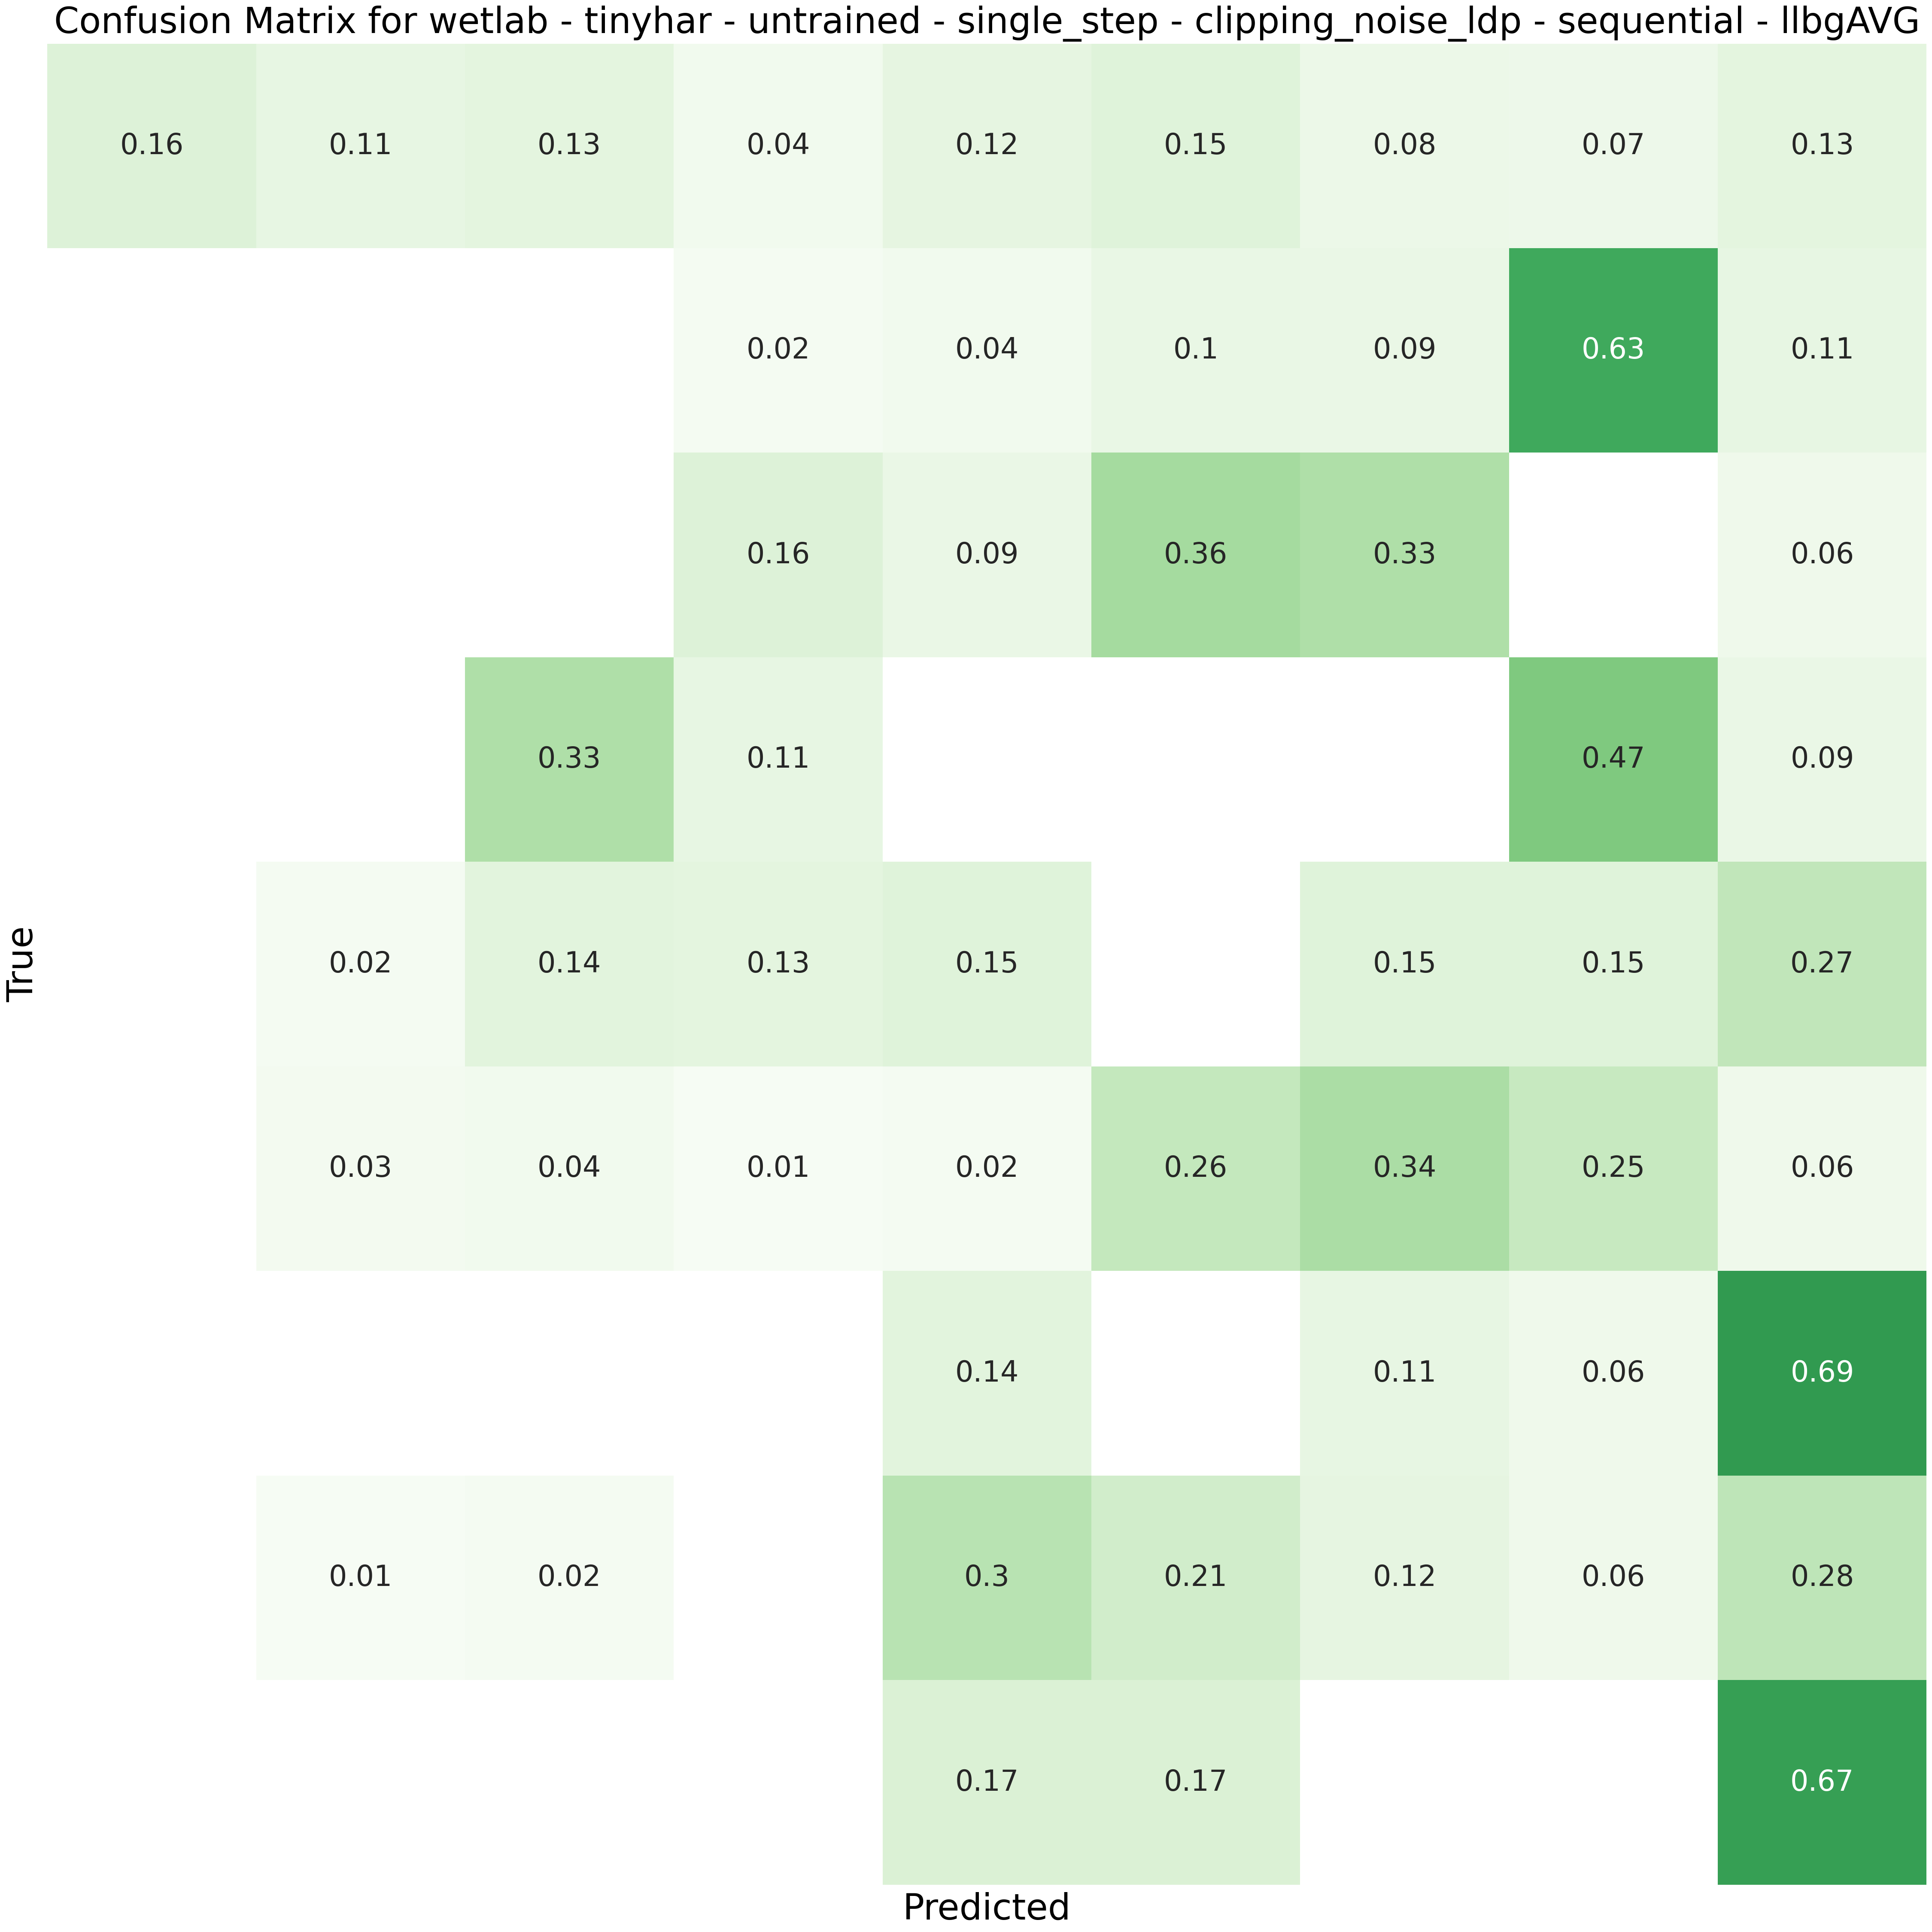 Confusion Matrix for wetlab - tinyhar - untrained - single_step - clipping_noise_ldp - sequential - llbgAVG
0.16 0.11 0.13 0.04 0.12 0.15 0.08 0.07 0.13
0.02 0.04 0.1 0.09 0.63 0.11
0.16 0.09 0.36 0.33 0.06
0.33 0.11 0.47 0.09
0.02 0.14 0.13 0.15 0.15 0.15 0.27
True
0.03 0.04 0.01 0.02 0.26 0.34 0.25 0.06
0.14 0.11 0.06 0.69
0.01 0.02 0.3 0.21 0.12 0.06 0.28
0.17 0.17 0.67
Predicted